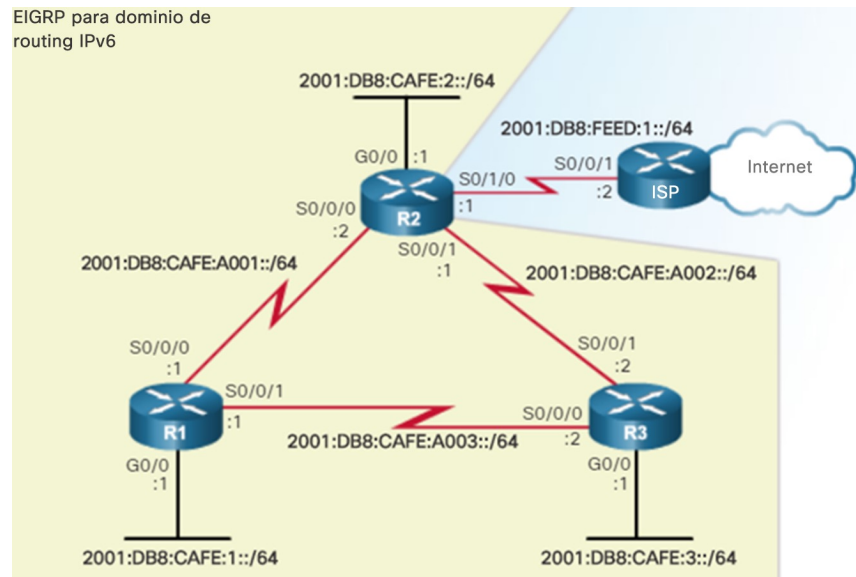 EIGRP para dominio de
routing IPv6
2001:DB8:CAFE:2::/64
2001:DB8:FEED:1::/64
G0/0 :1
S0/1/0
:1
S0/0/1
:2
ISP
Internet
R2
S0/0/0
:2
S0/0/1
:1
2001:DB8:CAFE:A001::/64
2001:DB8:CAFE:A002::/64
S0/0/0
:1
S0/0/1
:2
S0/0/1
:1
R1
S0/0/0
:2
R3
2001:DB8:CAFE:A003::/64
G0/0
:1
G0/0
:1
2001:DB8:CAFE:1::/64
2001:DB8:CAFE:3::/64